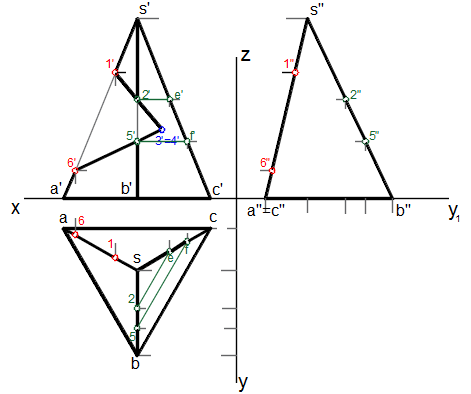 s' s"
z
1' 1"
2' e' 2"
5' 3'=4' f' 5"
6' 6"
a' b' c' a"=c" b"
x y₁
a 6 c
1 s e f
2
5
b
y